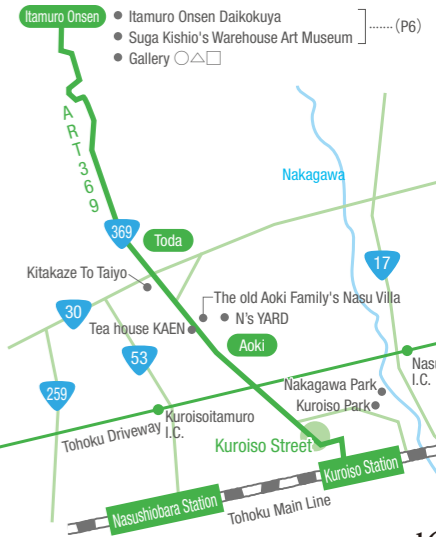 Itamuro Onsen
Itamuro Onsen Daikokuya
Suga Kishio's Warehouse Art Museum
(P6)
Gallery ○△□
ART369
Nakagawa
369
Toda
17
Kitakaze To Taiyo
The old Aoki Family's Nasu Villa
30
N's YARD
Tea house KAEN
Aoki
53
259
Nasu
I.C.
Nakagawa Park
Kuroiso Park
Kuroisoitamuro
I.C.
Tohoku Driveway
Kuroiso Street
Kuroiso Station
Nasushiobara Station
Tohoku Main Line